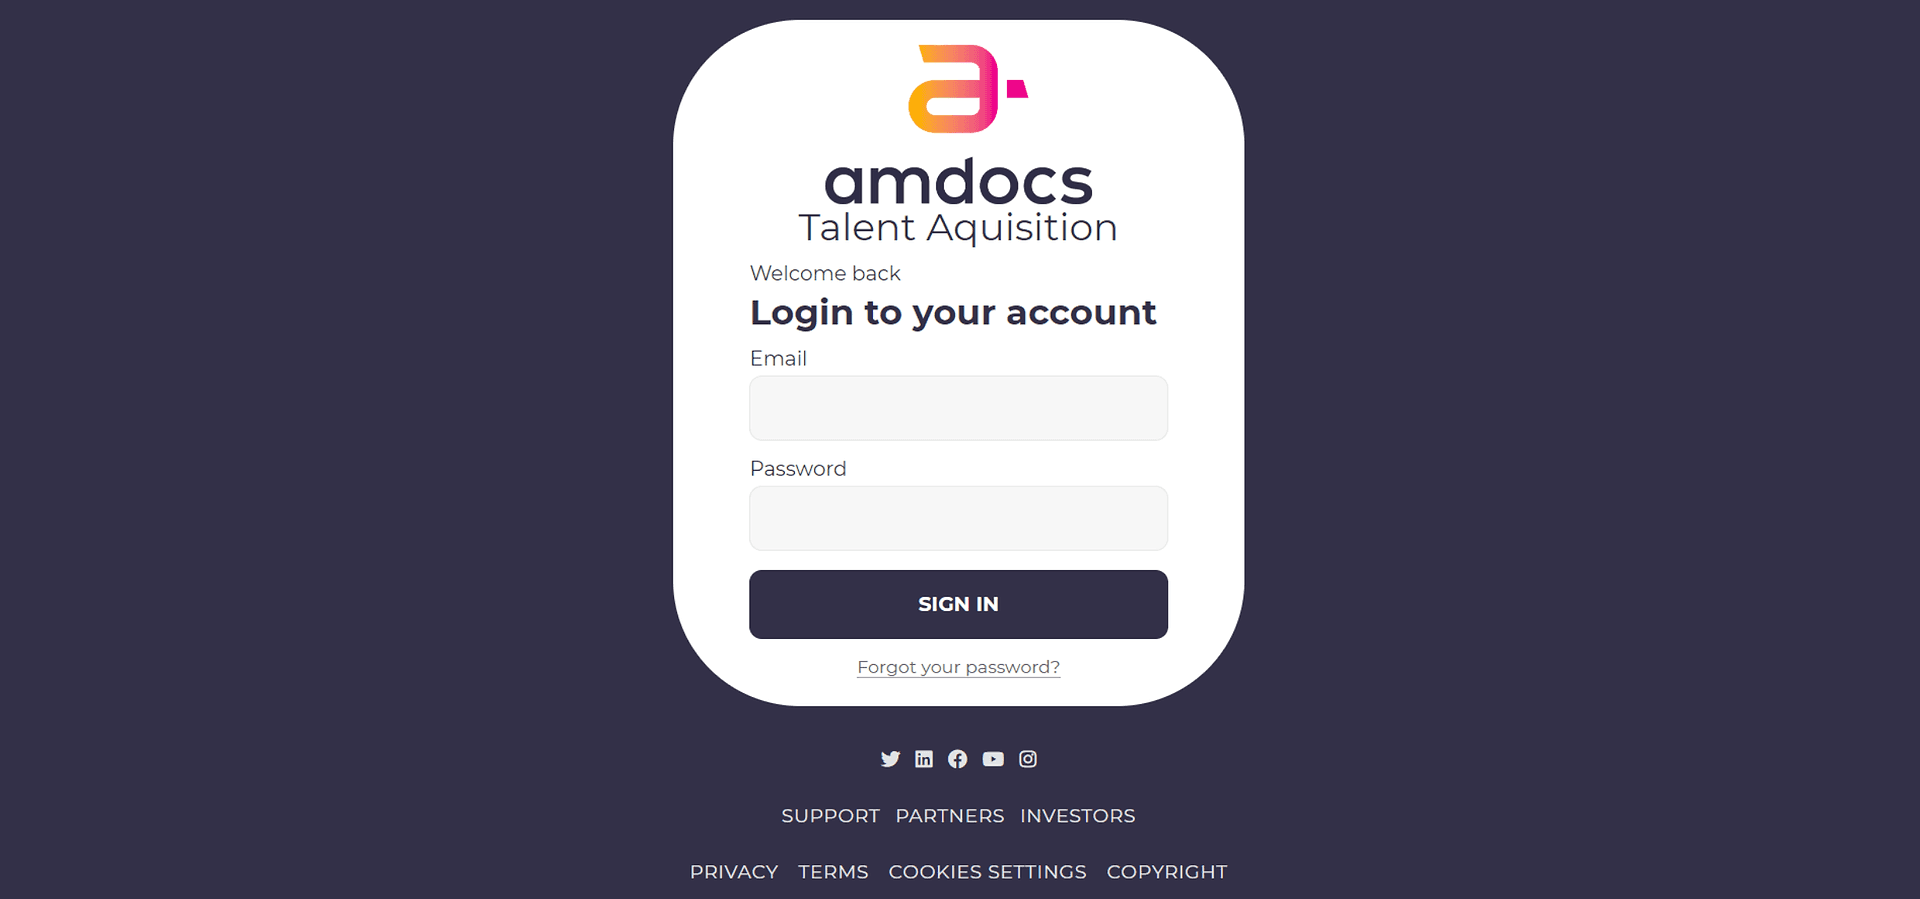 amdocs
Talent Aquisition
Welcome back
Login to your account
Email
Password
SIGN IN
Forgot your password?
SUPPORT PARTNERS INVESTORS
PRIVACY TERMS COOKIES SETTINGS COPYRIGHT